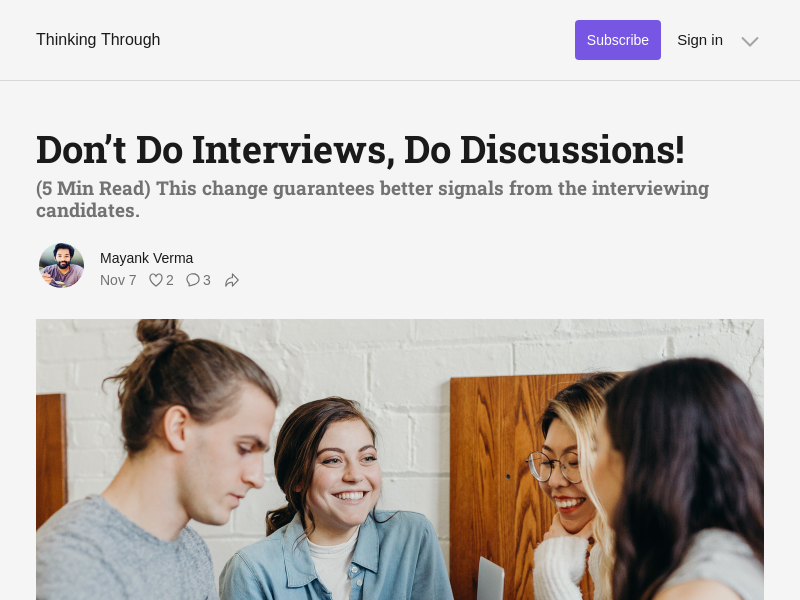 Thinking Through
Subscribe
Sign in
Don’t Do Interviews, Do Discussions!
(5 Min Read) This change guarantees better signals from the interviewing
candidates.
Mayank Verma
Nov 7
2
3